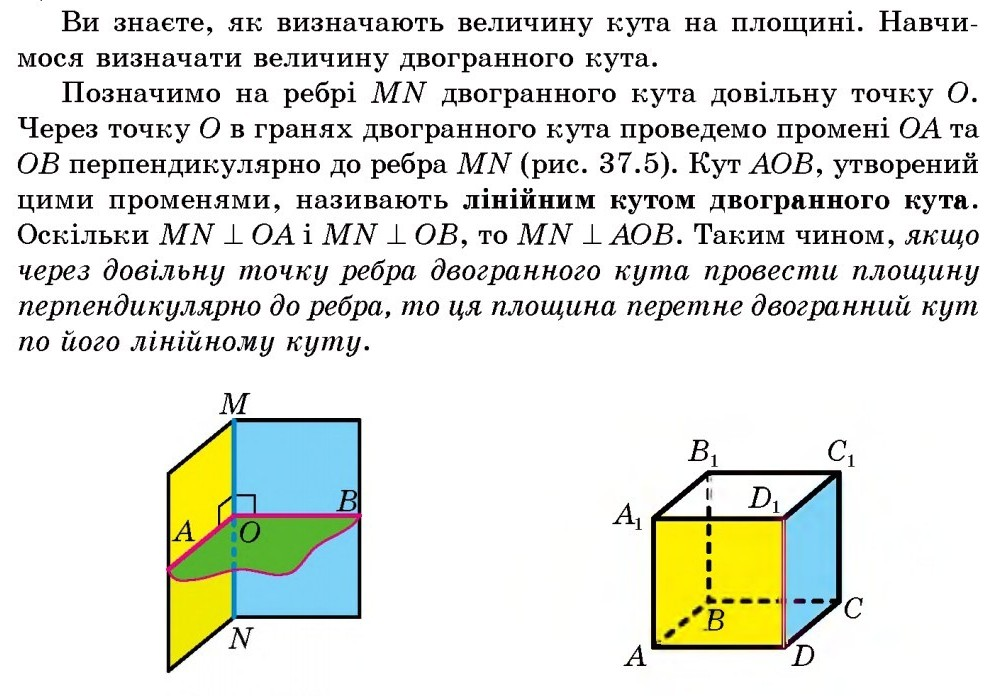 Ви знаєте, як визначають величину кута на площині. Навчи-
мося визначати величину двогранного кута.
Позначимо на ребрі MN двогранного кута довільну точку O.
Через точку O в гранях двогранного кута проведемо промені OA та
OB перпендикулярно до ребра MN (рис. 37.5). Кут AOB, утворений
цими променями, називають лінійним кутом двогранного кута.
Оскільки MN ⊥ OA і MN ⊥ OB, то MN ⊥ AOB. Таким чином, якщо
через довільну точку ребра двогранного кута провести площину
перпендикулярно до ребра, то ця площина перетне двогранний кут
по його лінійному куту.
M
A
O
B
N
B₁
C₁
A₁
D₁
B
C
A
D